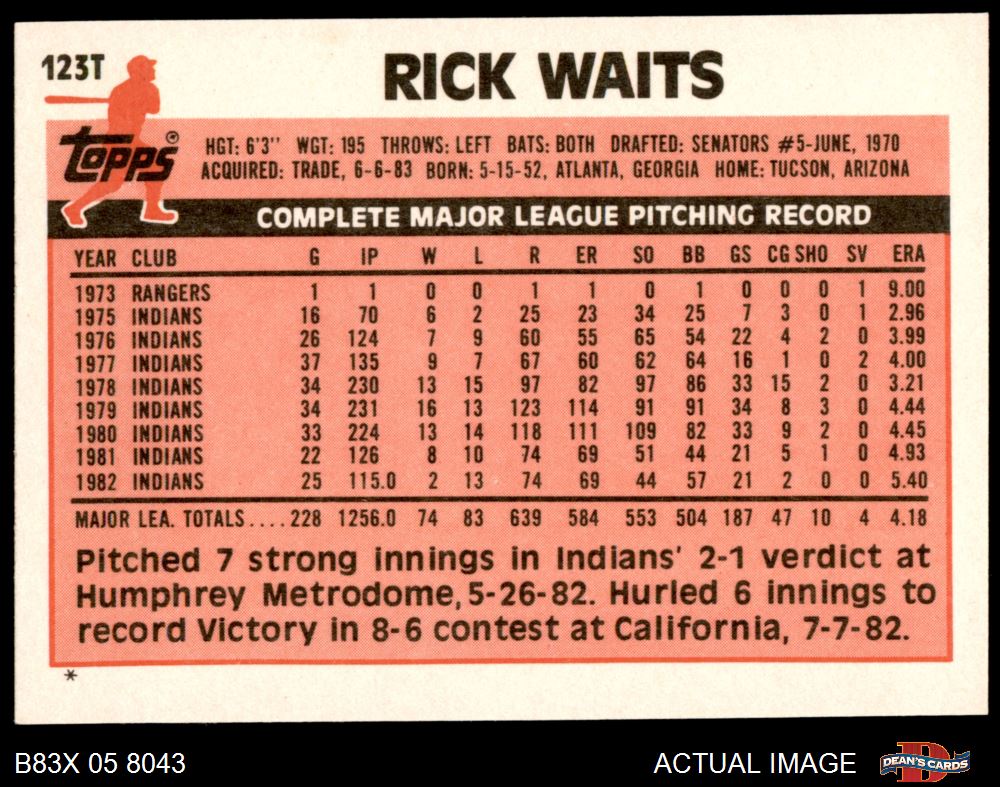 123T
RICK WAITS
Topps ®
HGT: 6'3'' WGT: 195 THROWS: LEFT BATS: BOTH DRAFTED: SENATORS #5-JUNE, 1970
ACQUIRED: TRADE, 6-6-83 BORN: 5-15-52, ATLANTA, GEORGIA HOME: TUCSON, ARIZONA
COMPLETE MAJOR LEAGUE PITCHING RECORD
YEAR CLUB G IP W L R ER SO BB GS CG SHO SV ERA
1973 RANGERS 1 1 0 0 1 1 0 1 0 0 0 1 9.00
1975 INDIANS 16 70 6 2 25 23 34 25 7 3 0 1 2.96
1976 INDIANS 26 124 7 9 60 55 65 54 22 4 2 0 3.99
1977 INDIANS 37 135 9 7 67 60 62 64 16 1 0 2 4.00
1978 INDIANS 34 230 13 15 97 82 97 86 33 15 2 0 3.21
1979 INDIANS 34 231 16 13 123 114 91 91 34 8 3 0 4.44
1980 INDIANS 33 224 13 14 118 111 109 82 33 9 2 0 4.45
1981 INDIANS 22 126 8 10 74 69 51 44 21 5 1 0 4.93
1982 INDIANS 25 115.0 2 13 74 69 44 57 21 2 0 0 5.40
MAJOR LEA. TOTALS.... 228 1256.0 74 83 639 584 553 504 187 47 10 4 4.18
Pitched 7 strong innings in Indians' 2-1 verdict at
Humphrey Metrodome, 5-26-82. Hurled 6 innings to
record Victory in 8-6 contest at California, 7-7-82.
*
B83X 05 8043
ACTUAL IMAGE
D
DEAN'S CARDS